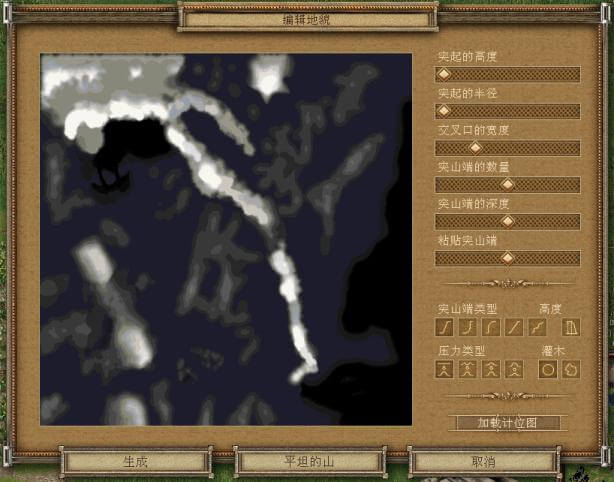 编辑地貌
突起的高度
突起的半径
交叉口的宽度
突山端的数量
突山端的深度
粘贴突山端
突山端类型 高度
压力类型 灌木
加载计位图
生成 平坦的山 取消